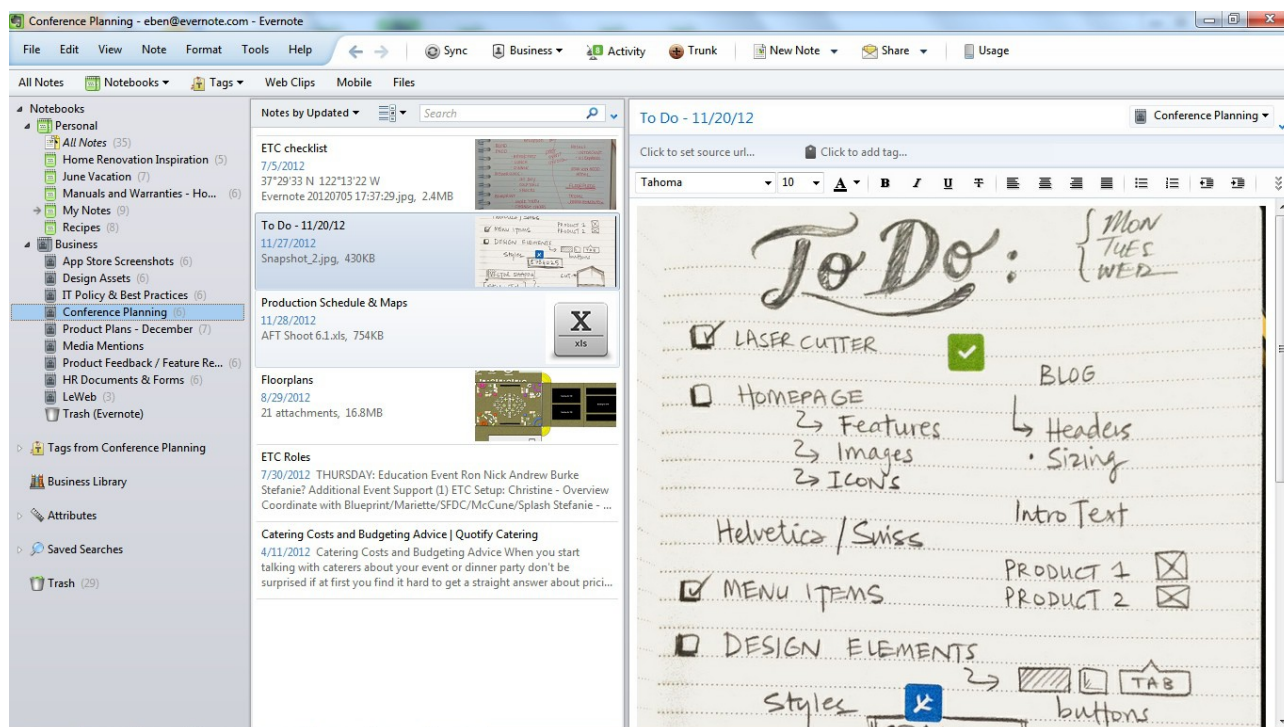 Conference Planning - eben@evernote.com - Evernote
File Edit View Note Format Tools Help Sync Business Activity Trunk New Note Share Usage
All Notes Notebooks Tags Web Clips Mobile Files
Notebooks
Personal
All Notes (35)
Home Renovation Inspiration (5)
June Vacation (7)
Manuals and Warranties - Ho... (6)
My Notes (9)
Recipes (8)
Business
App Store Screenshots (6)
Design Assets (6)
IT Policy & Best Practices (6)
Conference Planning (6)
Product Plans - December (7)
Media Mentions
Product Feedback / Feature Re... (6)
HR Documents & Forms (6)
LeWeb (3)
Trash (Evernote)
Tags from Conference Planning
Business Library
Attributes
Saved Searches
Trash (29)
Notes by Updated Search
ETC checklist
7/5/2012
37°29'33 N 122°13'22 W
Evernote 20120705 17:37:29.jpg, 2.4MB
To Do - 11/20/12
11/27/2012
Snapshot_2.jpg, 430KB
MENU ITEMS
PRODUCT 1
PRODUCT 2
DESIGN ELEMENTS
Styles
buttons
Production Schedule & Maps
11/28/2012
AFT Shoot 6.1.xls, 754KB
X
xls
Floorplans
8/29/2012
21 attachments, 16.8MB
ETC Roles
7/30/2012 THURSDAY: Education Event Ron Nick Andrew Burke
Stefanie? Additional Event Support (1) ETC Setup: Christine - Overview
Coordinate with Blueprint/Mariette/SFDC/McCune/Splash Stefanie - ...
Catering Costs and Budgeting Advice | Quotify Catering
4/11/2012 Catering Costs and Budgeting Advice When you start
talking with caterers about your event or dinner party don't be
surprised if at first you find it hard to get a straight answer about prici...
To Do - 11/20/12 Conference Planning
Click to set source url... Click to add tag...
Tahoma 10 A B I U T
To Do:
MON
TUES
WED
LASER CUTTER
BLOG
HOMEPAGE
Features
Headers
Images
Sizing
ICON'S
Intro Text
Helvetica / Swiss
PRODUCT 1
MENU ITEMS
PRODUCT 2
DESIGN ELEMENTS
TAB
Styles
buttons